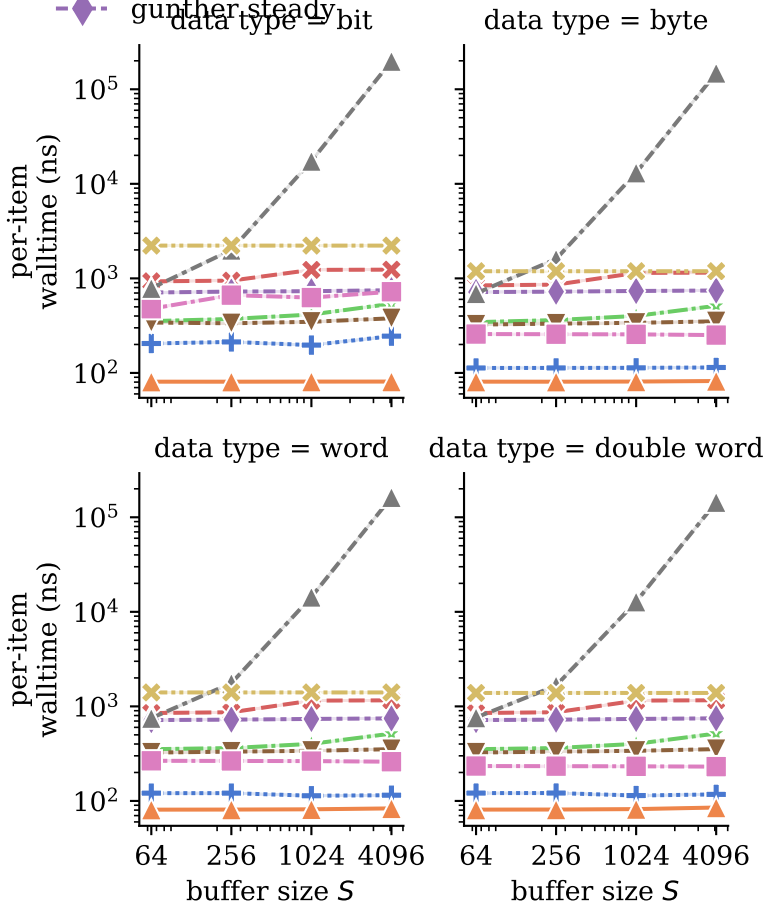 gunther steady
data type = bit
data type = byte
per-item
walltime (ns)
10⁵
10⁴
10³
10²
data type = word
data type = double word
per-item
walltime (ns)
10⁵
10⁴
10³
10²
64 256 1024 4096
64 256 1024 4096
buffer size S
buffer size S